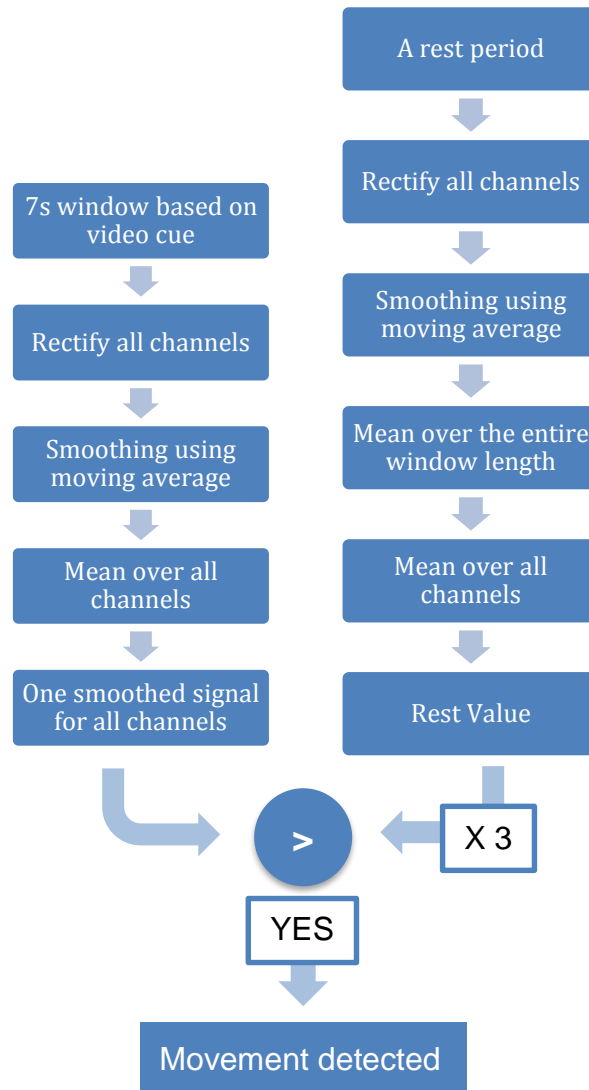 7s window based on
video cue
Rectify all channels
Smoothing using
moving average
Mean over all
channels
One smoothed signal
for all channels
A rest period
Rectify all channels
Smoothing using
moving average
Mean over the entire
window length
Mean over all
channels
Rest Value
X 3
>
YES
Movement detected